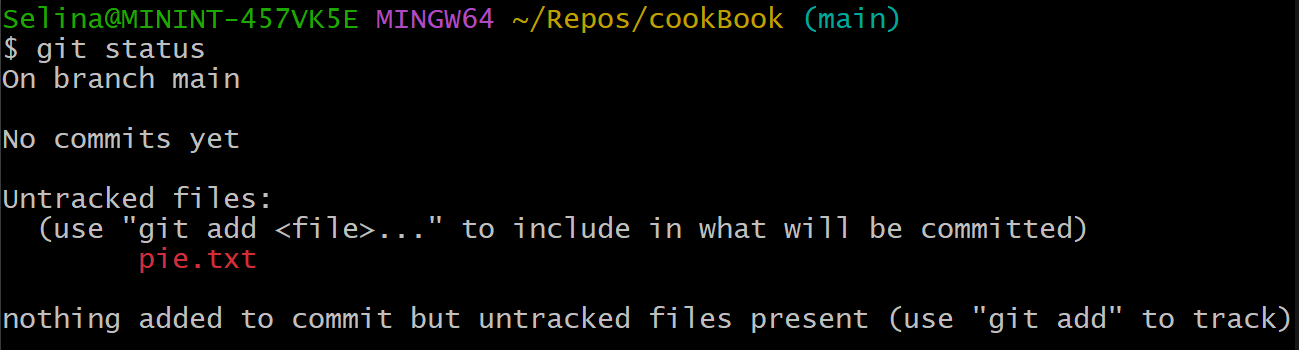 Selina@MININT-457VK5E MINGW64 ~/Repos/cookBook (main)
$ git status
On branch main
No commits yet
Untracked files:
(use "git add <file>..." to include in what will be committed)
pie.txt
nothing added to commit but untracked files present (use "git add" to track)